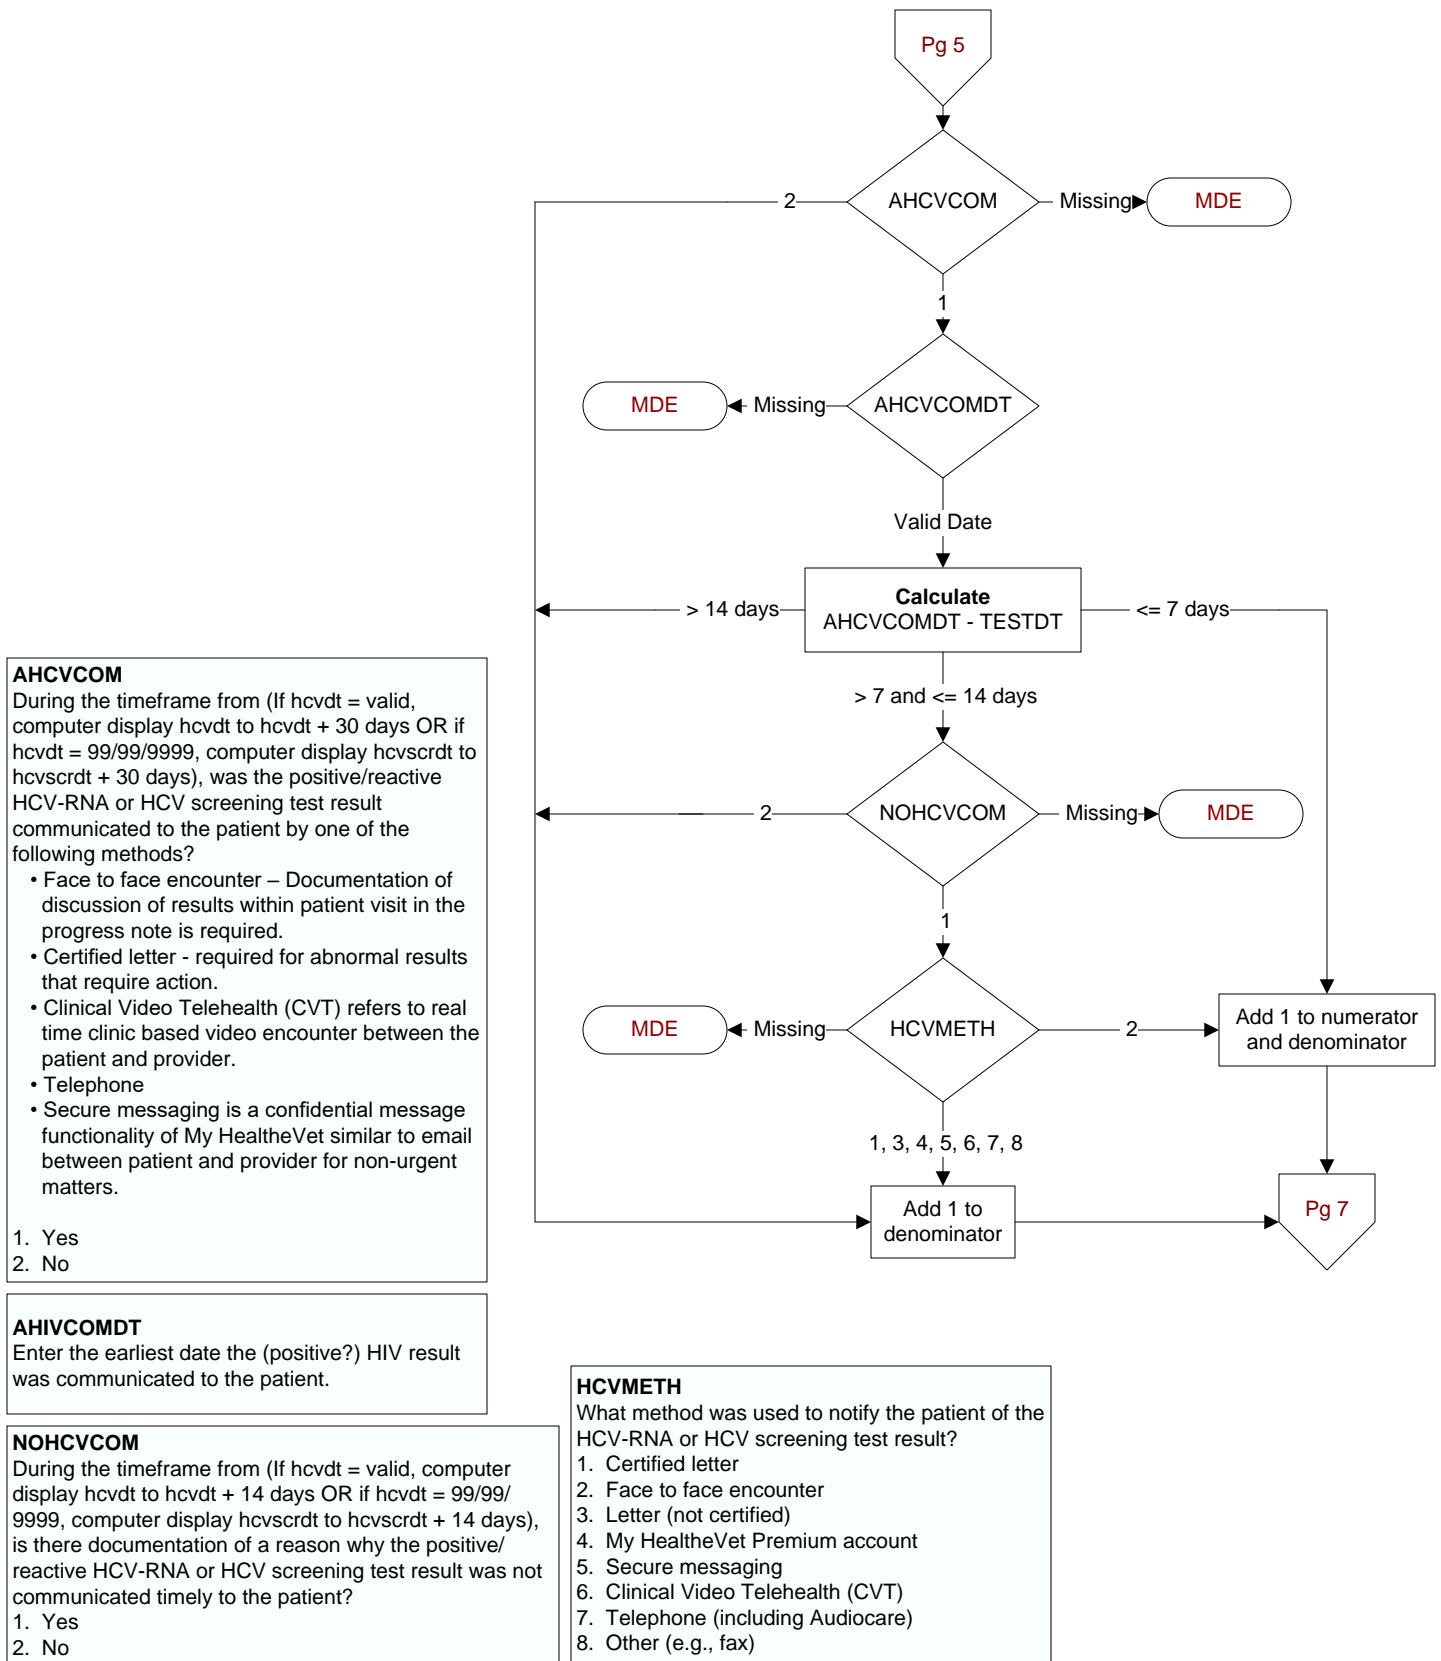 Pg 5
AHCVCOM
2
Missing
MDE
1
AHCVCOMDT
Missing
MDE
Valid Date
Calculate
AHCVCOMDT - TESTDT
> 14 days
<= 7 days
> 7 and <= 14 days
NOHCVCOM
2
Missing
MDE
1
HCVMETH
Missing
MDE
2
Add 1 to numerator
and denominator
1, 3, 4, 5, 6, 7, 8
Add 1 to
denominator
Pg 7
AHCVCOM
During the timeframe from (If hcvdt = valid,
computer display hcvdt to hcvdt + 30 days OR if
hcvdt = 99/99/9999, computer display hcvscrdt to
hcvscrdt + 30 days), was the positive/reactive
HCV-RNA or HCV screening test result
communicated to the patient by one of the
following methods?
• Face to face encounter – Documentation of
discussion of results within patient visit in the
progress note is required.
• Certified letter - required for abnormal results
that require action.
• Clinical Video Telehealth (CVT) refers to real
time clinic based video encounter between the
patient and provider.
• Telephone
• Secure messaging is a confidential message
functionality of My HealtheVet similar to email
between patient and provider for non-urgent
matters.
1. Yes
2. No
AHIVCOMDT
Enter the earliest date the (positive?) HIV result
was communicated to the patient.
NOHCVCOM
During the timeframe from (If hcvdt = valid, computer
display hcvdt to hcvdt + 14 days OR if hcvdt = 99/99/
9999, computer display hcvscrdt to hcvscrdt + 14 days),
is there documentation of a reason why the positive/
reactive HCV-RNA or HCV screening test result was not
communicated timely to the patient?
1. Yes
2. No
HCVMETH
What method was used to notify the patient of the
HCV-RNA or HCV screening test result?
1. Certified letter
2. Face to face encounter
3. Letter (not certified)
4. My HealtheVet Premium account
5. Secure messaging
6. Clinical Video Telehealth (CVT)
7. Telephone (including Audiocare)
8. Other (e.g., fax)